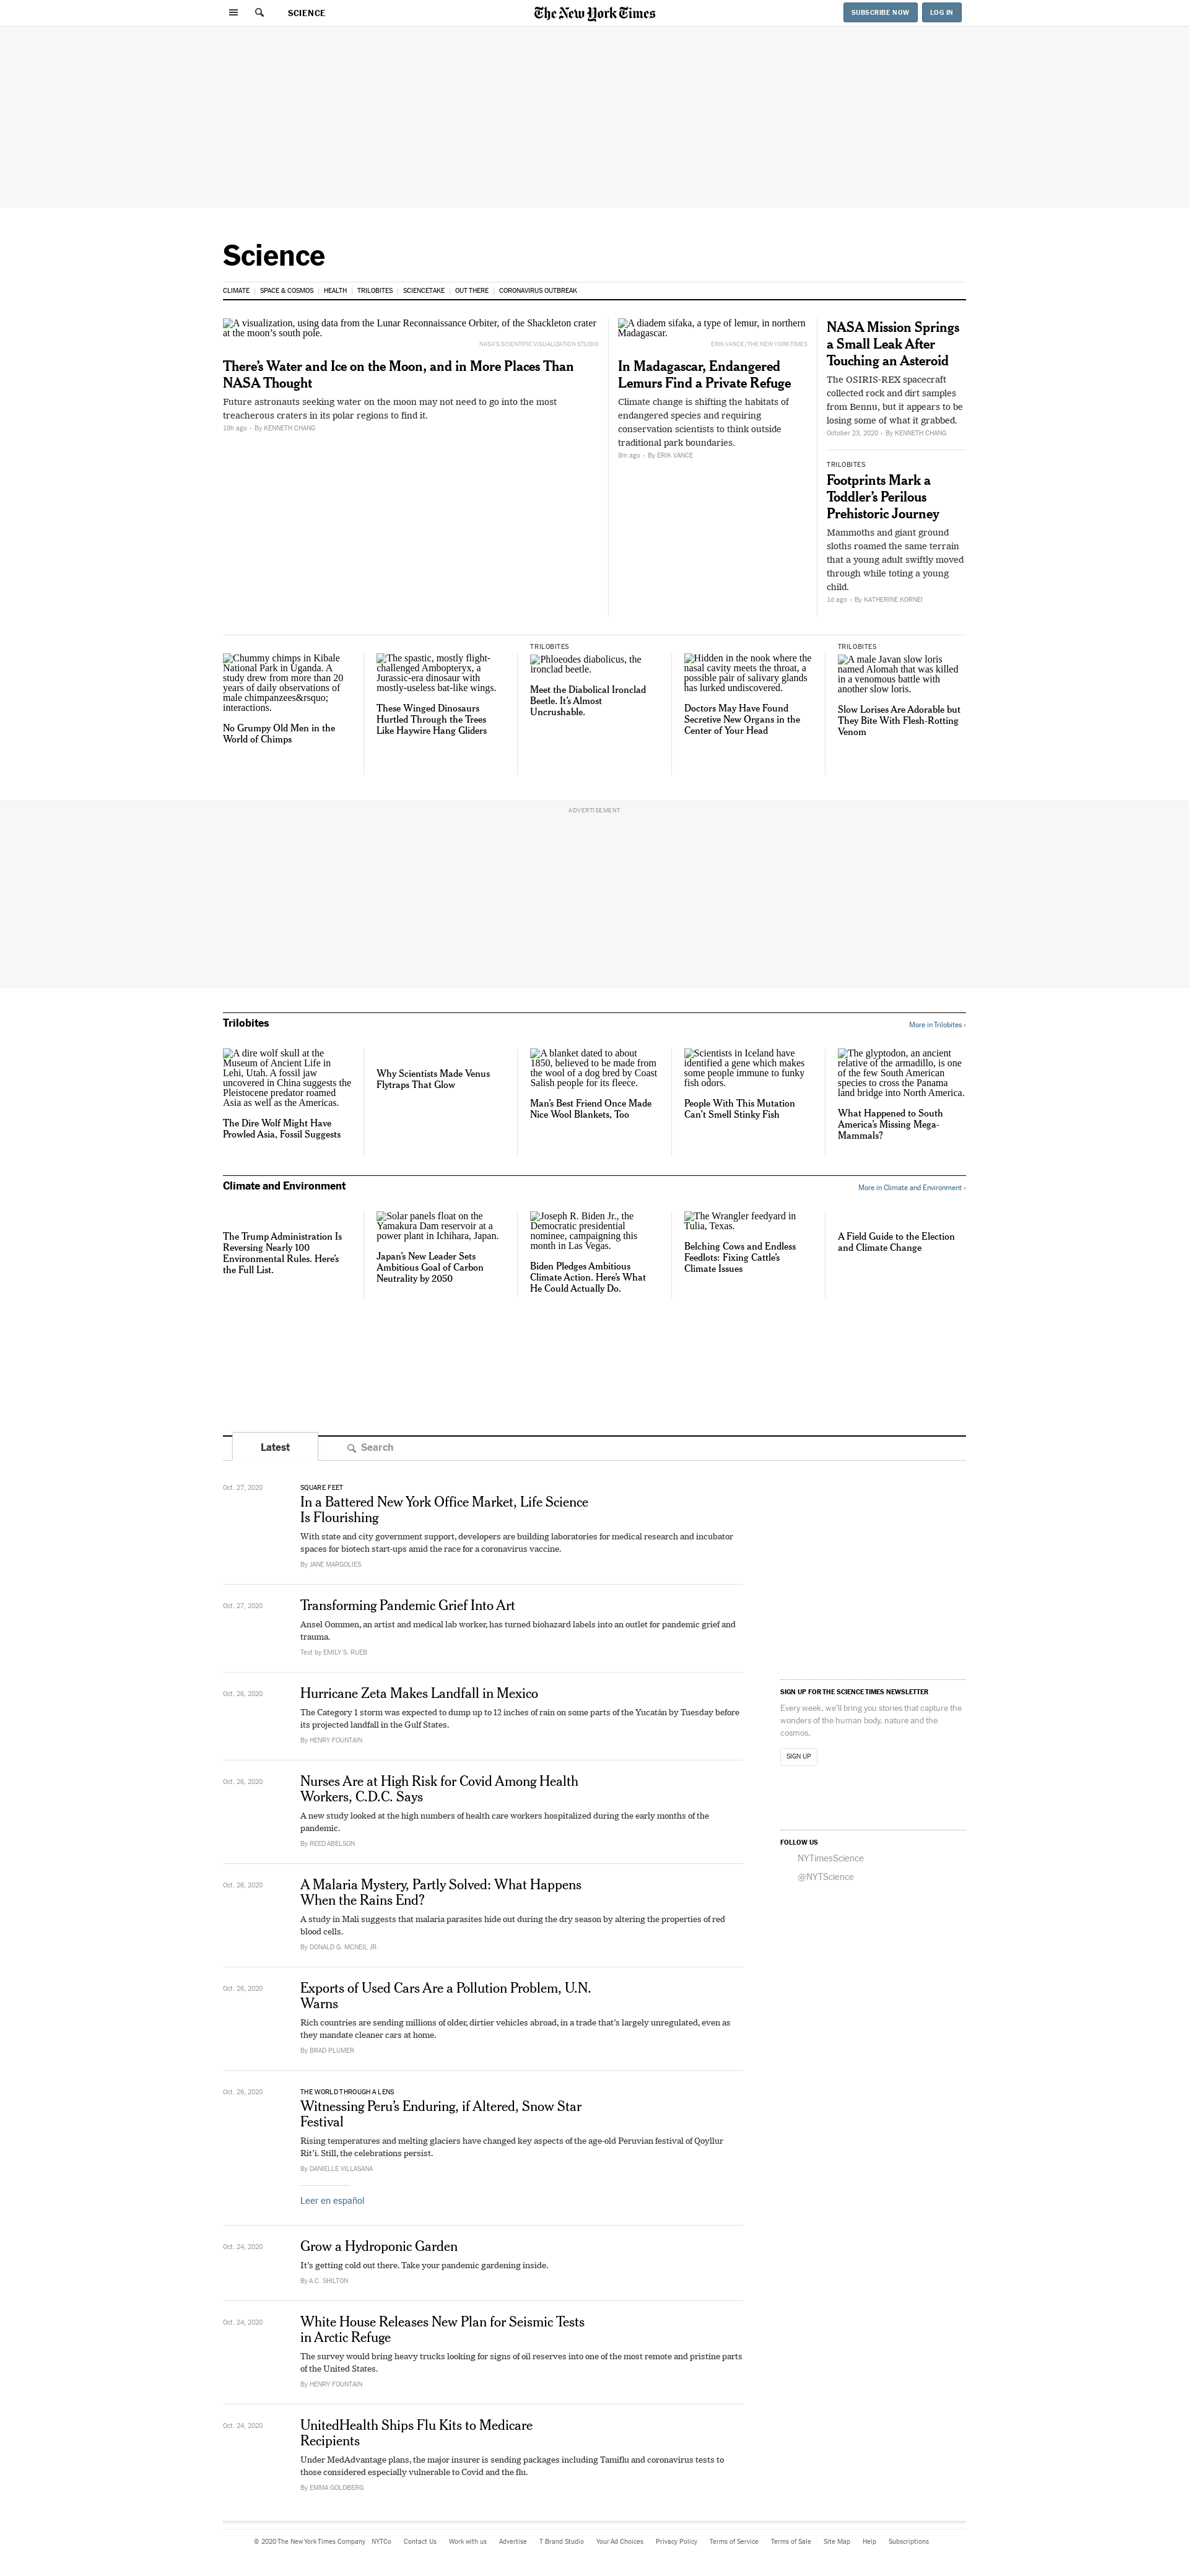 SCIENCE
The New York Times
SUBSCRIBE NOW
LOG IN
Science
CLIMATE | SPACE & COSMOS | HEALTH | TRILOBITES | SCIENCETAKE | OUT THERE | CORONAVIRUS OUTBREAK
A visualization, using data from the Lunar Reconnaissance Orbiter, of the Shackleton crater
at the moon's south pole.
NASA'S SCIENTIFIC VISUALIZATION STUDIO
There's Water and Ice on the Moon, and in More Places Than
NASA Thought
Future astronauts seeking water on the moon may not need to go into the most
treacherous craters in its polar regions to find it.
19h ago • By KENNETH CHANG
A diadem sifaka, a type of lemur, in northern
Madagascar.
ERIK VANCE/THE NEW YORK TIMES
In Madagascar, Endangered
Lemurs Find a Private Refuge
Climate change is shifting the habitats of
endangered species and requiring
conservation scientists to think outside
traditional park boundaries.
8m ago • By ERIK VANCE
NASA Mission Springs
a Small Leak After
Touching an Asteroid
The OSIRIS-REX spacecraft
collected rock and dirt samples
from Bennu, but it appears to be
losing some of what it grabbed.
October 23, 2020 • By KENNETH CHANG
TRILOBITES
Footprints Mark a
Toddler's Perilous
Prehistoric Journey
Mammoths and giant ground
sloths roamed the same terrain
that a young adult swiftly moved
through while toting a young
child.
1d ago • By KATHERINE KORNEI
Chummy chimps in Kibale
National Park in Uganda. A
study drew from more than 20
years of daily observations of
male chimpanzees&rsquo;
interactions.
No Grumpy Old Men in the
World of Chimps
The spastic, mostly flight-
challenged Ambopteryx, a
Jurassic-era dinosaur with
mostly-useless bat-like wings.
These Winged Dinosaurs
Hurtled Through the Trees
Like Haywire Hang Gliders
TRILOBITES
Phloeodes diabolicus, the
ironclad beetle.
Meet the Diabolical Ironclad
Beetle. It's Almost
Uncrushable.
Hidden in the nook where the
nasal cavity meets the throat, a
possible pair of salivary glands
has lurked undiscovered.
Doctors May Have Found
Secretive New Organs in the
Center of Your Head
TRILOBITES
A male Javan slow loris
named Alomah that was killed
in a venomous battle with
another slow loris.
Slow Lorises Are Adorable but
They Bite With Flesh-Rotting
Venom
ADVERTISEMENT
Trilobites
More in Trilobites ›
A dire wolf skull at the
Museum of Ancient Life in
Lehi, Utah. A fossil jaw
uncovered in China suggests the
Pleistocene predator roamed
Asia as well as the Americas.
The Dire Wolf Might Have
Prowled Asia, Fossil Suggests
Why Scientists Made Venus
Flytraps That Glow
A blanket dated to about
1850, believed to be made from
the wool of a dog bred by Coast
Salish people for its fleece.
Man's Best Friend Once Made
Nice Wool Blankets, Too
Scientists in Iceland have
identified a gene which makes
some people immune to funky
fish odors.
People With This Mutation
Can't Smell Stinky Fish
The glyptodon, an ancient
relative of the armadillo, is one
of the few South American
species to cross the Panama
land bridge into North America.
What Happened to South
America's Missing Mega-
Mammals?
Climate and Environment
More in Climate and Environment ›
The Trump Administration Is
Reversing Nearly 100
Environmental Rules. Here's
the Full List.
Solar panels float on the
Yamakura Dam reservoir at a
power plant in Ichihara, Japan.
Japan's New Leader Sets
Ambitious Goal of Carbon
Neutrality by 2050
Joseph R. Biden Jr., the
Democratic presidential
nominee, campaigning this
month in Las Vegas.
Biden Pledges Ambitious
Climate Action. Here's What
He Could Actually Do.
The Wrangler feedyard in
Tulia, Texas.
Belching Cows and Endless
Feedlots: Fixing Cattle's
Climate Issues
A Field Guide to the Election
and Climate Change
Latest
Search
Oct. 27, 2020
SQUARE FEET
In a Battered New York Office Market, Life Science
Is Flourishing
With state and city government support, developers are building laboratories for medical research and incubator
spaces for biotech start-ups amid the race for a coronavirus vaccine.
By JANE MARGOLIES
Oct. 27, 2020
Transforming Pandemic Grief Into Art
Ansel Oommen, an artist and medical lab worker, has turned biohazard labels into an outlet for pandemic grief and
trauma.
Text by EMILY S. RUEB
Oct. 26, 2020
Hurricane Zeta Makes Landfall in Mexico
The Category 1 storm was expected to dump up to 12 inches of rain on some parts of the Yucatán by Tuesday before
its projected landfall in the Gulf States.
By HENRY FOUNTAIN
Oct. 26, 2020
Nurses Are at High Risk for Covid Among Health
Workers, C.D.C. Says
A new study looked at the high numbers of health care workers hospitalized during the early months of the
pandemic.
By REED ABELSON
Oct. 26, 2020
A Malaria Mystery, Partly Solved: What Happens
When the Rains End?
A study in Mali suggests that malaria parasites hide out during the dry season by altering the properties of red
blood cells.
By DONALD G. MCNEIL JR.
Oct. 26, 2020
Exports of Used Cars Are a Pollution Problem, U.N.
Warns
Rich countries are sending millions of older, dirtier vehicles abroad, in a trade that's largely unregulated, even as
they mandate cleaner cars at home.
By BRAD PLUMER
Oct. 26, 2020
THE WORLD THROUGH A LENS
Witnessing Peru's Enduring, if Altered, Snow Star
Festival
Rising temperatures and melting glaciers have changed key aspects of the age-old Peruvian festival of Qoyllur
Rit'i. Still, the celebrations persist.
By DANIELLE VILLASANA
Leer en español
Oct. 24, 2020
Grow a Hydroponic Garden
It's getting cold out there. Take your pandemic gardening inside.
By A.C. SHILTON
Oct. 24, 2020
White House Releases New Plan for Seismic Tests
in Arctic Refuge
The survey would bring heavy trucks looking for signs of oil reserves into one of the most remote and pristine parts
of the United States.
By HENRY FOUNTAIN
Oct. 24, 2020
UnitedHealth Ships Flu Kits to Medicare
Recipients
Under MedAdvantage plans, the major insurer is sending packages including Tamiflu and coronavirus tests to
those considered especially vulnerable to Covid and the flu.
By EMMA GOLDBERG
SIGN UP FOR THE SCIENCE TIMES NEWSLETTER
Every week, we'll bring you stories that capture the
wonders of the human body, nature and the
cosmos.
SIGN UP
FOLLOW US
NYTimesScience
@NYTScience
© 2020 The New York Times Company NYTCo Contact Us Work with us Advertise T Brand Studio Your Ad Choices Privacy Policy Terms of Service Terms of Sale Site Map Help Subscriptions